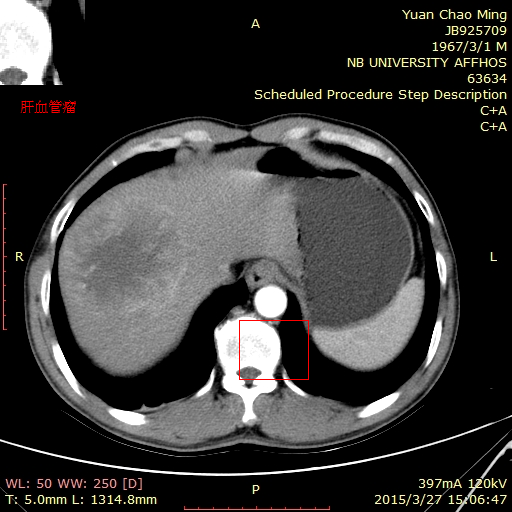 A
Yuan Chao Ming
JB925709
1967/3/1 M
NB UNIVERSITY AFFHOS
63634
Scheduled Procedure Step Description
C+A
C+A
肝血管瘤
R
L
WL: 50 WW: 250 [D]
T: 5.0mm L: 1314.8mm
P
397mA 120kV
2015/3/27 15:06:47